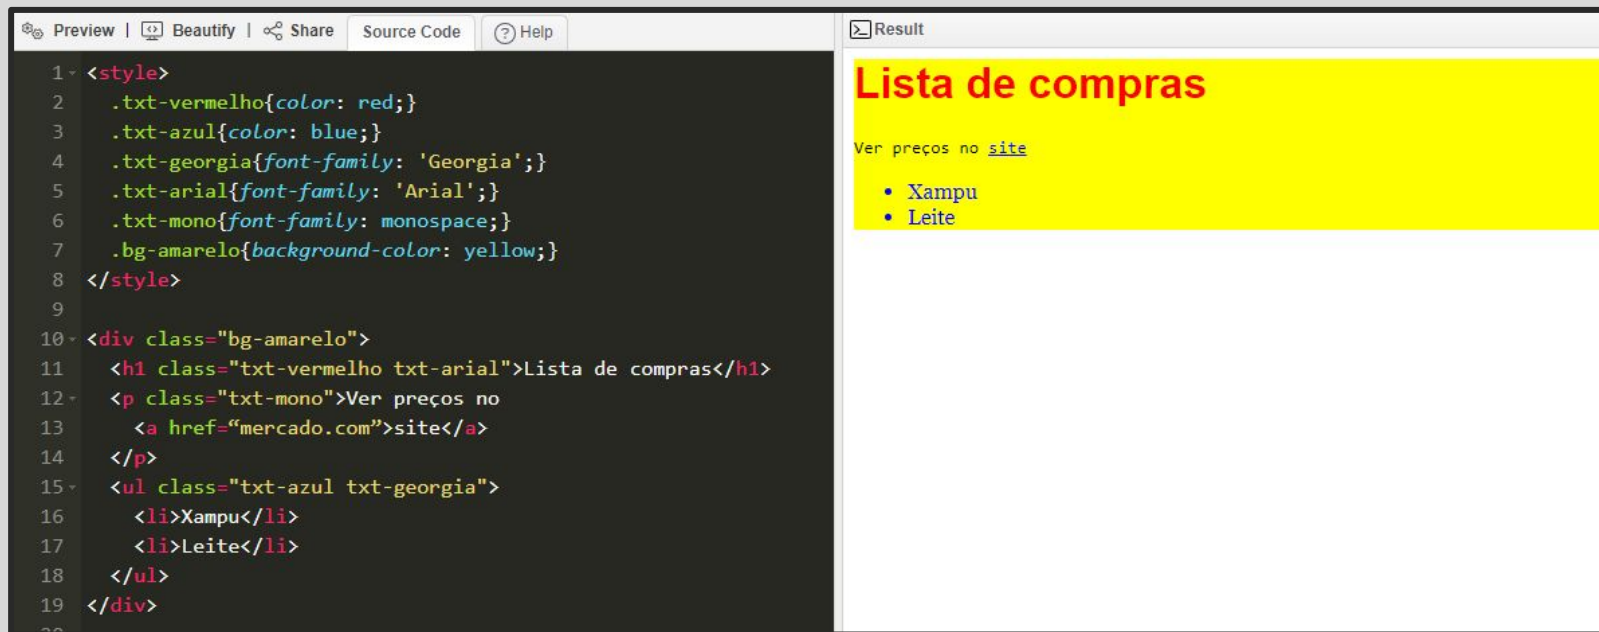 Preview | Beautify | Share Source Code Help
1 <style>
2 .txt-vermelho{color: red;}
3 .txt-azul{color: blue;}
4 .txt-georgia{font-family: 'Georgia';}
5 .txt-arial{font-family: 'Arial';}
6 .txt-mono{font-family: monospace;}
7 .bg-amarelo{background-color: yellow;}
8 </style>
9
10 <div class="bg-amarelo">
11 <h1 class="txt-vermelho txt-arial">Lista de compras</h1>
12 <p class="txt-mono">Ver preços no
13 <a href=“mercado.com”>site</a>
14 </p>
15 <ul class="txt-azul txt-georgia">
16 <li>Xampu</li>
17 <li>Leite</li>
18 </ul>
19 </div>
Result
Lista de compras
Ver preços no site
• Xampu
• Leite